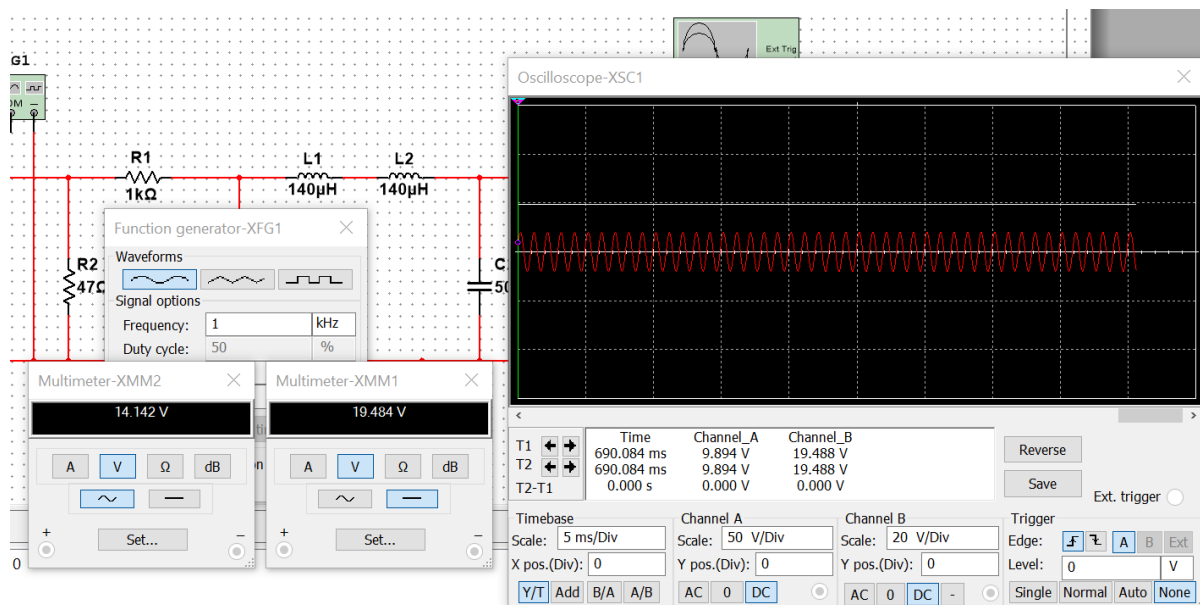 Ext Trig
G1
OM
Oscilloscope-XSC1
R1
1kΩ
L1
140µH
L2
140µH
R2
47Ω
C
50
Function generator-XFG1
Waveforms
Signal options
Frequency: 1 kHz
Duty cycle: 50 %
Multimeter-XMM2
14.142 V
A V Ω dB
+ Set... –
Multimeter-XMM1
19.484 V
A V Ω dB
+ Set... –
on
0
Time Channel_A Channel_B
T1 690.084 ms 9.894 V 19.488 V
T2 690.084 ms 9.894 V 19.488 V
T2-T1 0.000 s 0.000 V 0.000 V
Reverse
Save
Ext. trigger
Timebase
Scale: 5 ms/Div
X pos.(Div): 0
Y/T Add B/A A/B
Channel A
Scale: 50 V/Div
Y pos.(Div): 0
AC 0 DC
Channel B
Scale: 20 V/Div
Y pos.(Div): 0
AC 0 DC -
Trigger
Edge: A B Ext
Level: 0 V
Single Normal Auto None